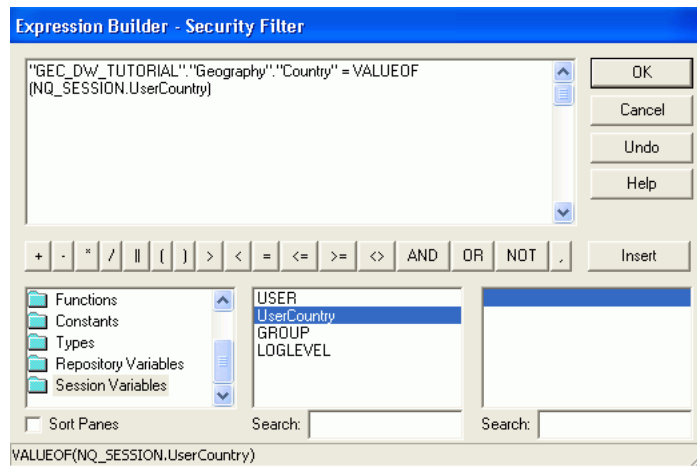 Expression Builder - Security Filter
"GEC_DW_TUTORIAL"."Geography"."Country" = VALUEOF
(NQ_SESSION.UserCountry)
OK
Cancel
Undo
Help
+ - * / || ( ) > < = <= >= <> AND OR NOT , Insert
Functions
Constants
Types
Repository Variables
Session Variables
USER
UserCountry
GROUP
LOGLEVEL
Sort Panes Search: Search:
VALUEOF(NQ_SESSION.UserCountry)